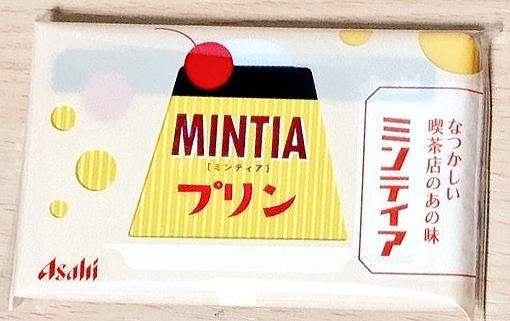 MINTIA
[ミンティア]
プリン
なつかしい
喫茶店のあの味
ミンテイア
Asahi